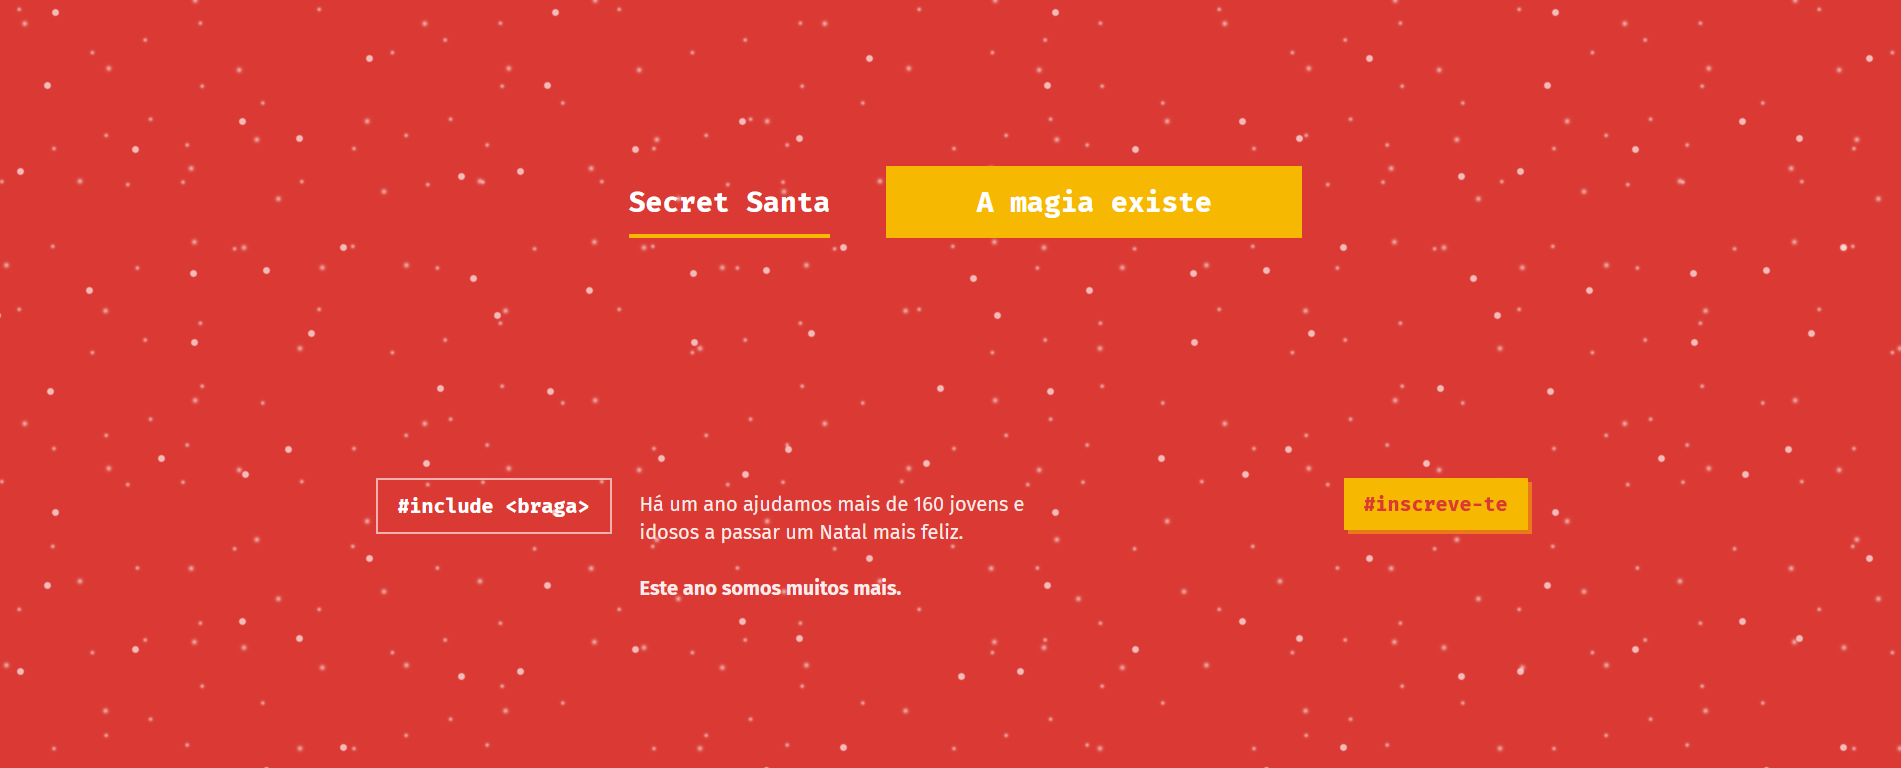 Secret Santa
A magia existe
#include <braga>
Há um ano ajudamos mais de 160 jovens e
idosos a passar um Natal mais feliz.
Este ano somos muitos mais.
#inscreve-te